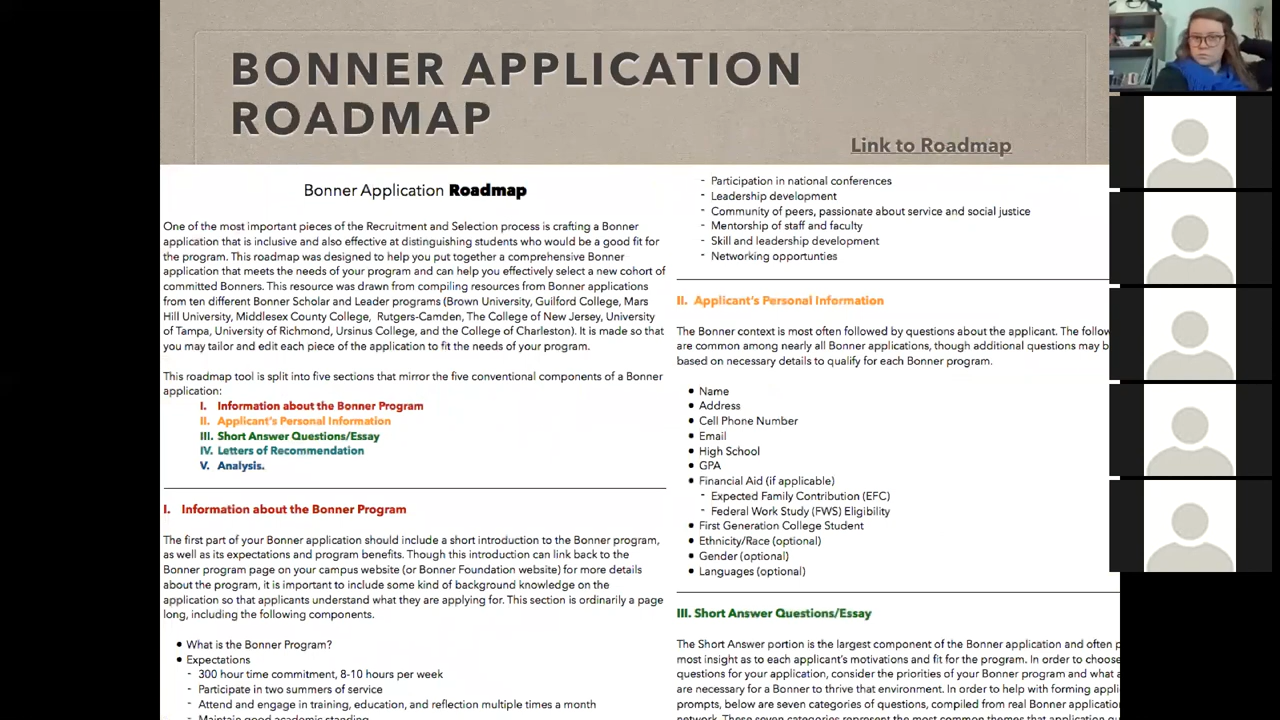 BONNER APPLICATION
ROADMAP
Link to Roadmap
Bonner Application Roadmap
One of the most important pieces of the Recruitment and Selection process is crafting a Bonner
application that is inclusive and also effective at distinguishing students who would be a good fit for
the program. This roadmap was designed to help you put together a comprehensive Bonner
application that meets the needs of your program and can help you effectively select a new cohort of
committed Bonners. This resource was drawn from compiling resources from Bonner applications
from ten different Bonner Scholar and Leader programs (Brown University, Guilford College, Mars
Hill University, Middlesex County College, Rutgers-Camden, The College of New Jersey, University
of Tampa, University of Richmond, Ursinus College, and the College of Charleston). It is made so that
you may tailor and edit each piece of the application to fit the needs of your program.
This roadmap tool is split into five sections that mirror the five conventional components of a Bonner
application:
I. Information about the Bonner Program
II. Applicant's Personal Information
III. Short Answer Questions/Essay
IV. Letters of Recommendation
V. Analysis.
I. Information about the Bonner Program
The first part of your Bonner application should include a short introduction to the Bonner program,
as well as its expectations and program benefits. Though this introduction can link back to the
Bonner program page on your campus website (or Bonner Foundation website) for more details
about the program, it is important to include some kind of background knowledge on the
application so that applicants understand what they are applying for. This section is ordinarily a page
long, including the following components.
• What is the Bonner Program?
• Expectations
- 300 hour time commitment, 8-10 hours per week
- Participate in two summers of service
- Attend and engage in training, education, and reflection multiple times a month
- Maintain good academic standing
- Participation in national conferences
- Leadership development
- Community of peers, passionate about service and social justice
- Mentorship of staff and faculty
- Skill and leadership development
- Networking opportunties
II. Applicant's Personal Information
The Bonner context is most often followed by questions about the applicant. The follow
are common among nearly all Bonner applications, though additional questions may b
based on necessary details to qualify for each Bonner program.
• Name
• Address
• Cell Phone Number
• Email
• High School
• GPA
• Financial Aid (if applicable)
- Expected Family Contribution (EFC)
- Federal Work Study (FWS) Eligibility
• First Generation College Student
• Ethnicity/Race (optional)
• Gender (optional)
• Languages (optional)
III. Short Answer Questions/Essay
The Short Answer portion is the largest component of the Bonner application and often p
most insight as to each applicant's motivations and fit for the program. In order to choose
questions for your application, consider the priorities of your Bonner program and what a
are necessary for a Bonner to thrive that environment. In order to help with forming appli
prompts, below are seven categories of questions, compiled from real Bonner application
network. These seven categories represent the most common themes that application qu